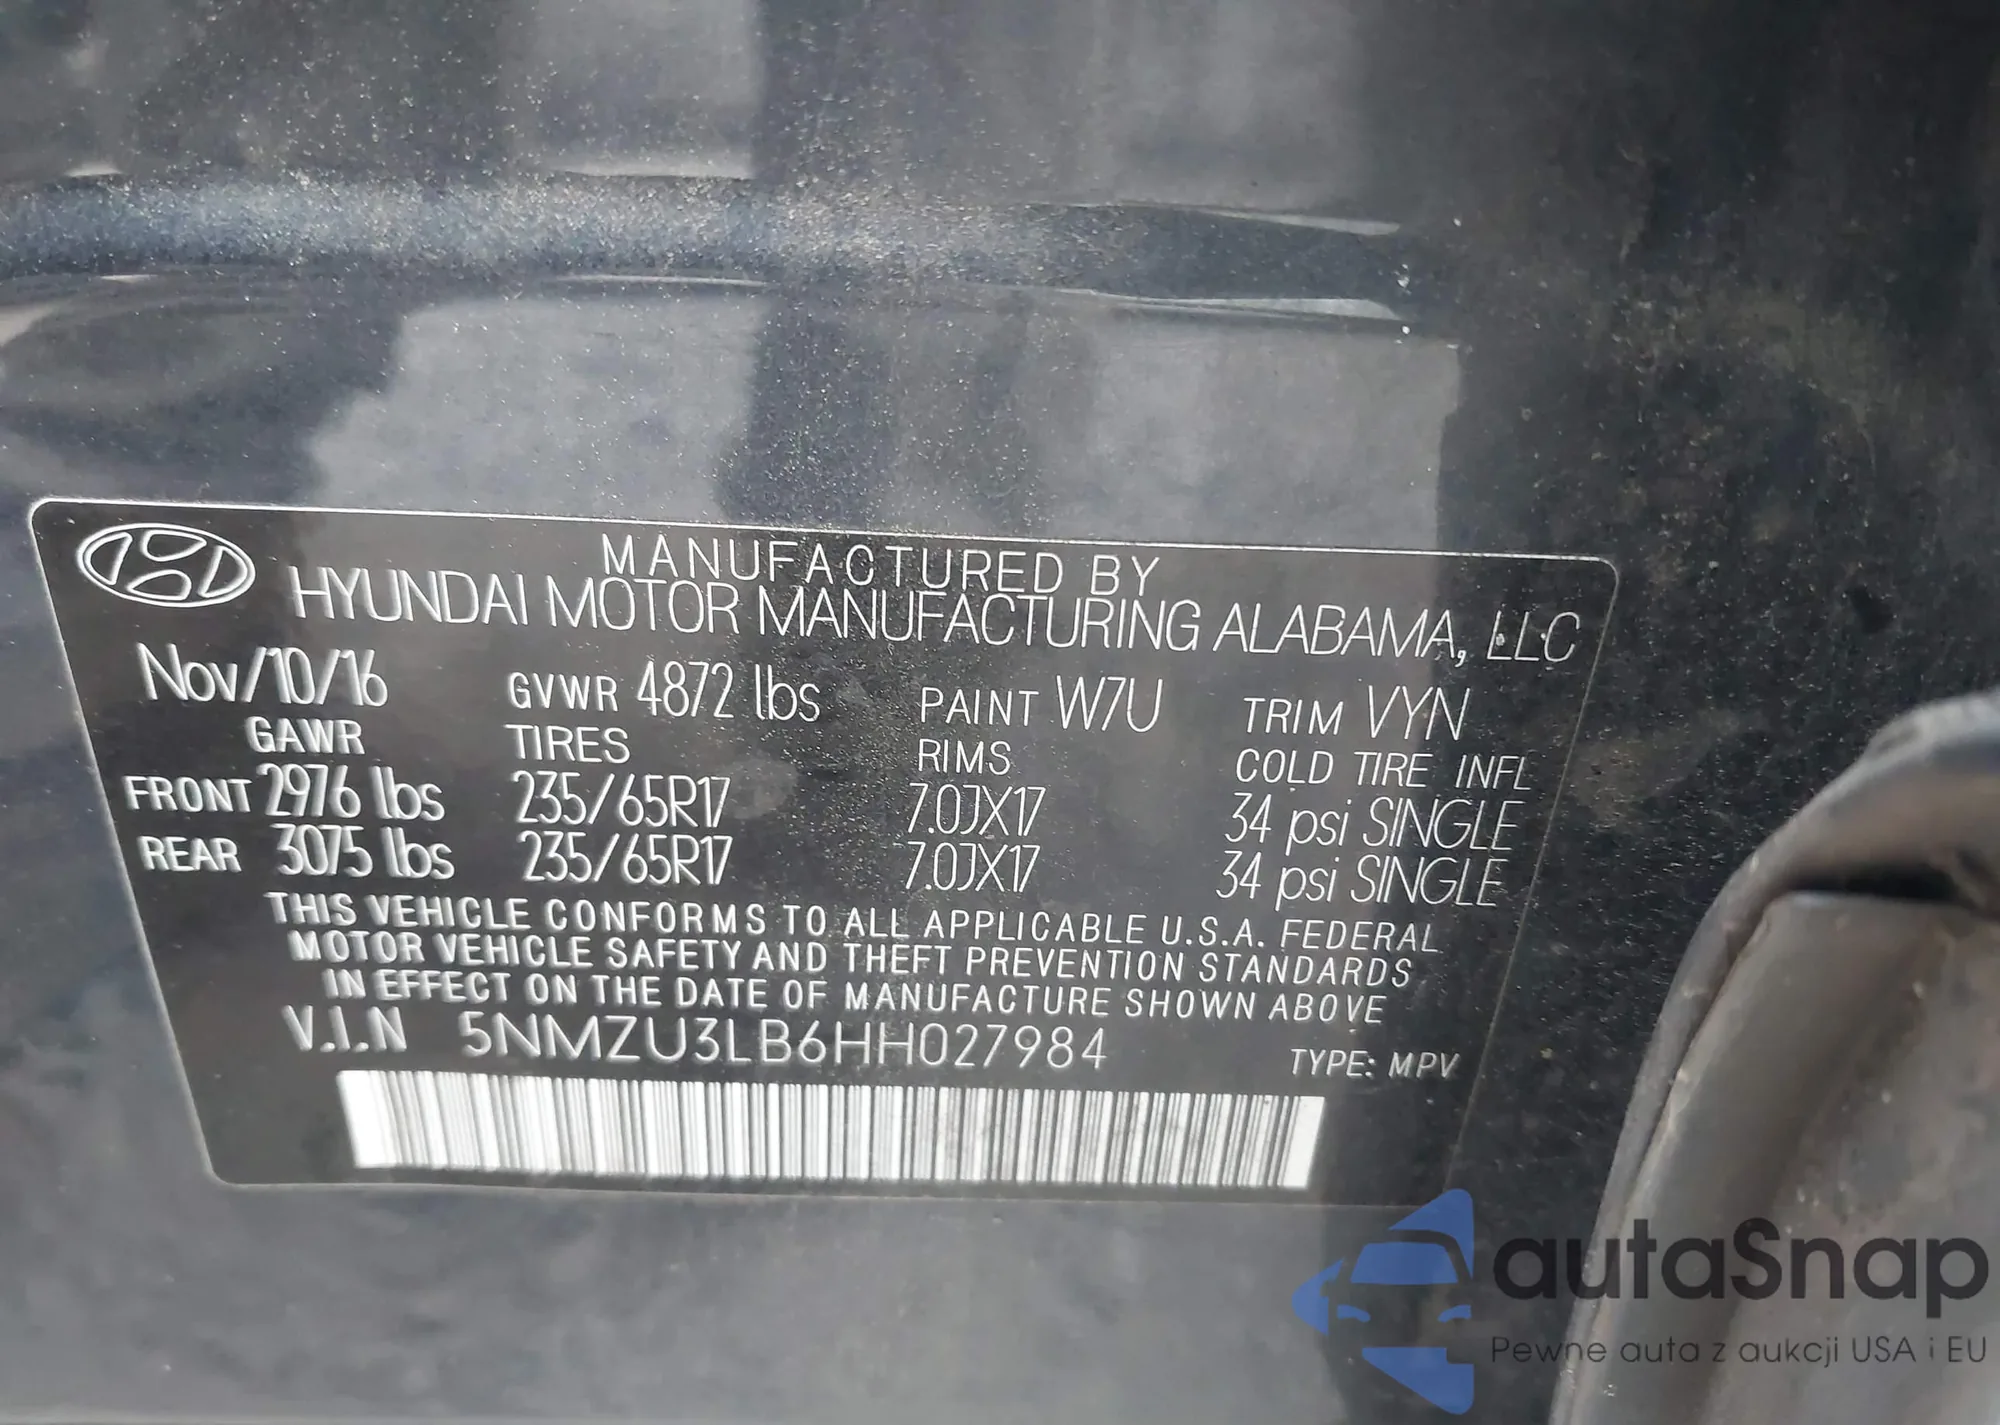 MANUFACTURED BY
HYUNDAI MOTOR MANUFACTURING ALABAMA, LLC
Nov/10/16 GVWR 4872 lbs PAINT W7U TRIM VYN
GAWR TIRES RIMS COLD TIRE INFL
FRONT 2976 lbs 235/65R17 7.0JX17 34 psi SINGLE
REAR 3075 lbs 235/65R17 7.0JX17 34 psi SINGLE
THIS VEHICLE CONFORMS TO ALL APPLICABLE U.S.A. FEDERAL
MOTOR VEHICLE SAFETY AND THEFT PREVENTION STANDARDS
IN EFFECT ON THE DATE OF MANUFACTURE SHOWN ABOVE
V.I.N 5NMZU3LB6HH027984 TYPE: MPV
autaSnap
Pewne auta z aukcji USA i EU